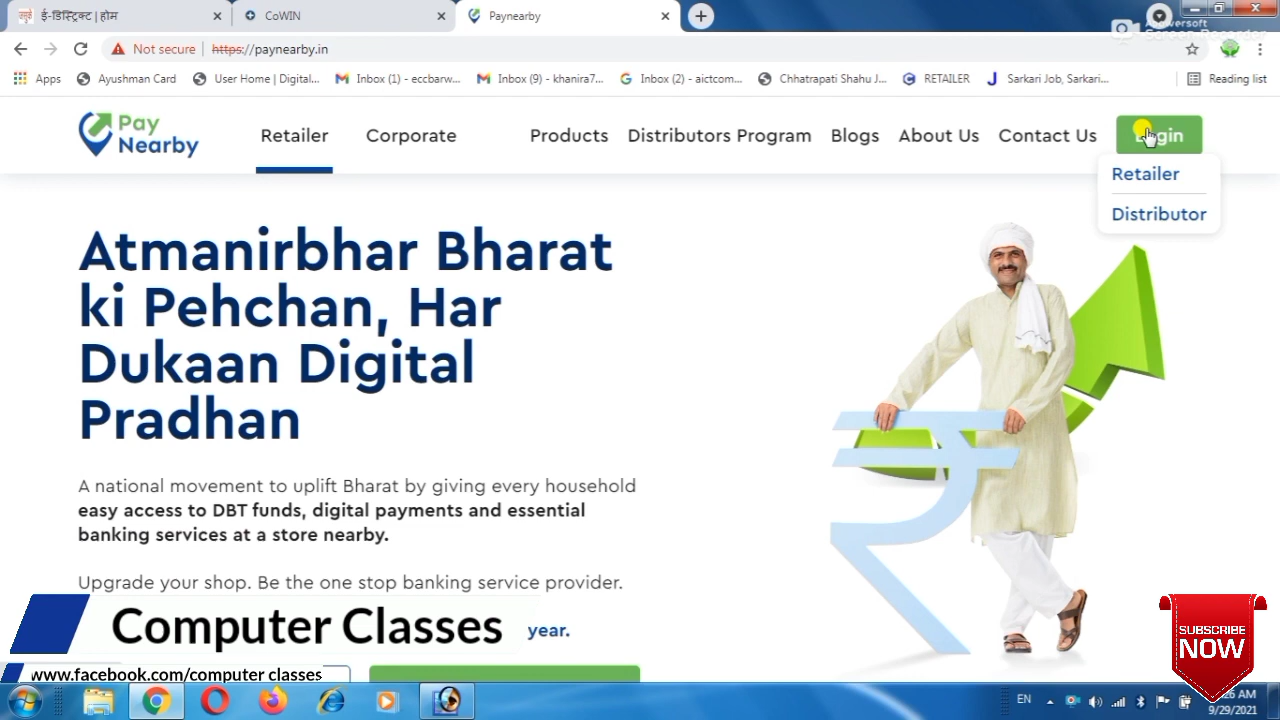 ई-डिस्ट्रिक्ट | होम
CoWIN
Paynearby
Not secure
https://paynearby.in
Apps
Ayushman Card
User Home | Digital...
Inbox (1) - eccbarw...
Inbox (9) - khanira7...
Inbox (2) - aictcom...
Chhatrapati Shahu J...
RETAILER
Sarkari Job, Sarkari...
Reading list
Pay
Nearby
Retailer
Corporate
Products
Distributors Program
Blogs
About Us
Contact Us
Login
Retailer
Distributor
Atmanirbhar Bharat
ki Pehchan, Har
Dukaan Digital
Pradhan
A national movement to uplift Bharat by giving every household
easy access to DBT funds, digital payments and essential
banking services at a store nearby.
Upgrade your shop. Be the one stop banking service provider.
year.
Computer Classes
www.facebook.com/computer classes
SUBSCRIBE
NOW
EN
AM
9/29/2021